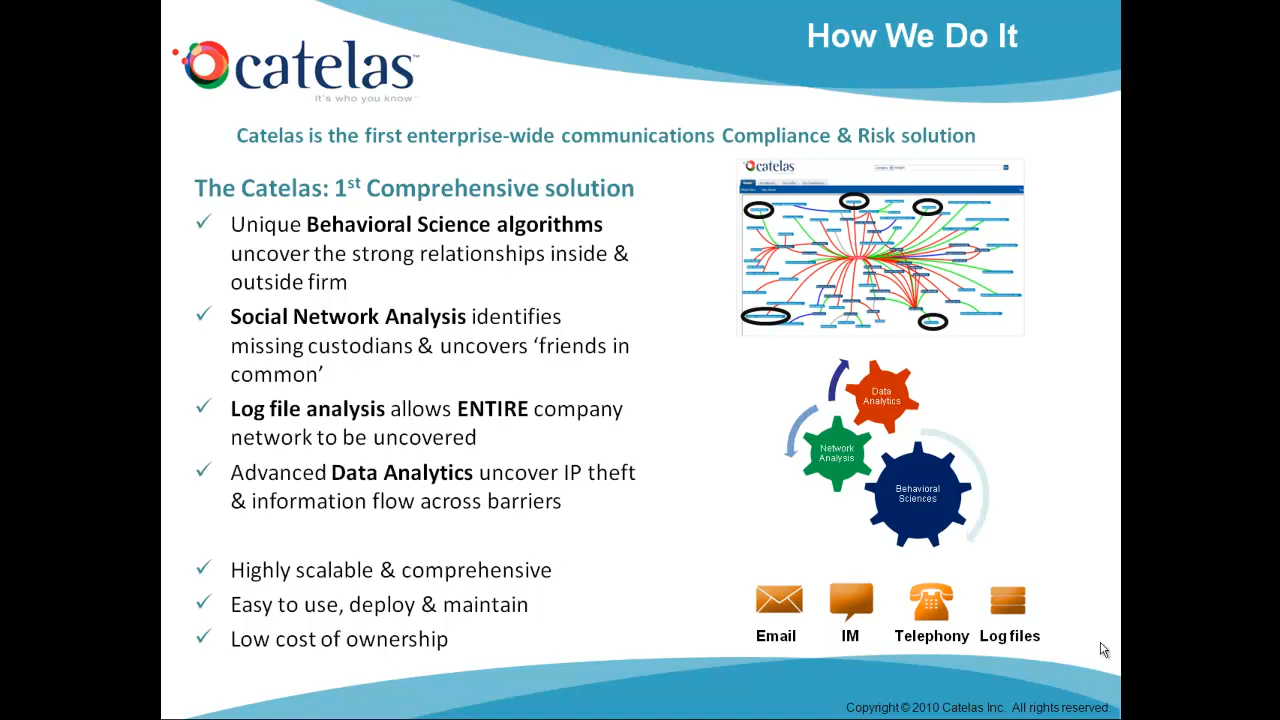 How We Do It
catelas™
It's who you know™
Catelas is the first enterprise-wide communications Compliance & Risk solution
The Catelas: 1st Comprehensive solution
Unique Behavioral Science algorithms
uncover the strong relationships inside &
outside firm
Social Network Analysis identifies
missing custodians & uncovers ‘friends in
common’
Log file analysis allows ENTIRE company
network to be uncovered
Advanced Data Analytics uncover IP theft
& information flow across barriers
Highly scalable & comprehensive
Easy to use, deploy & maintain
Low cost of ownership
catelas
Data
Analytics
Network
Analysis
Behavioral
Sciences
Email
IM
Telephony
Log files
Copyright © 2010 Catelas Inc. All rights reserved.